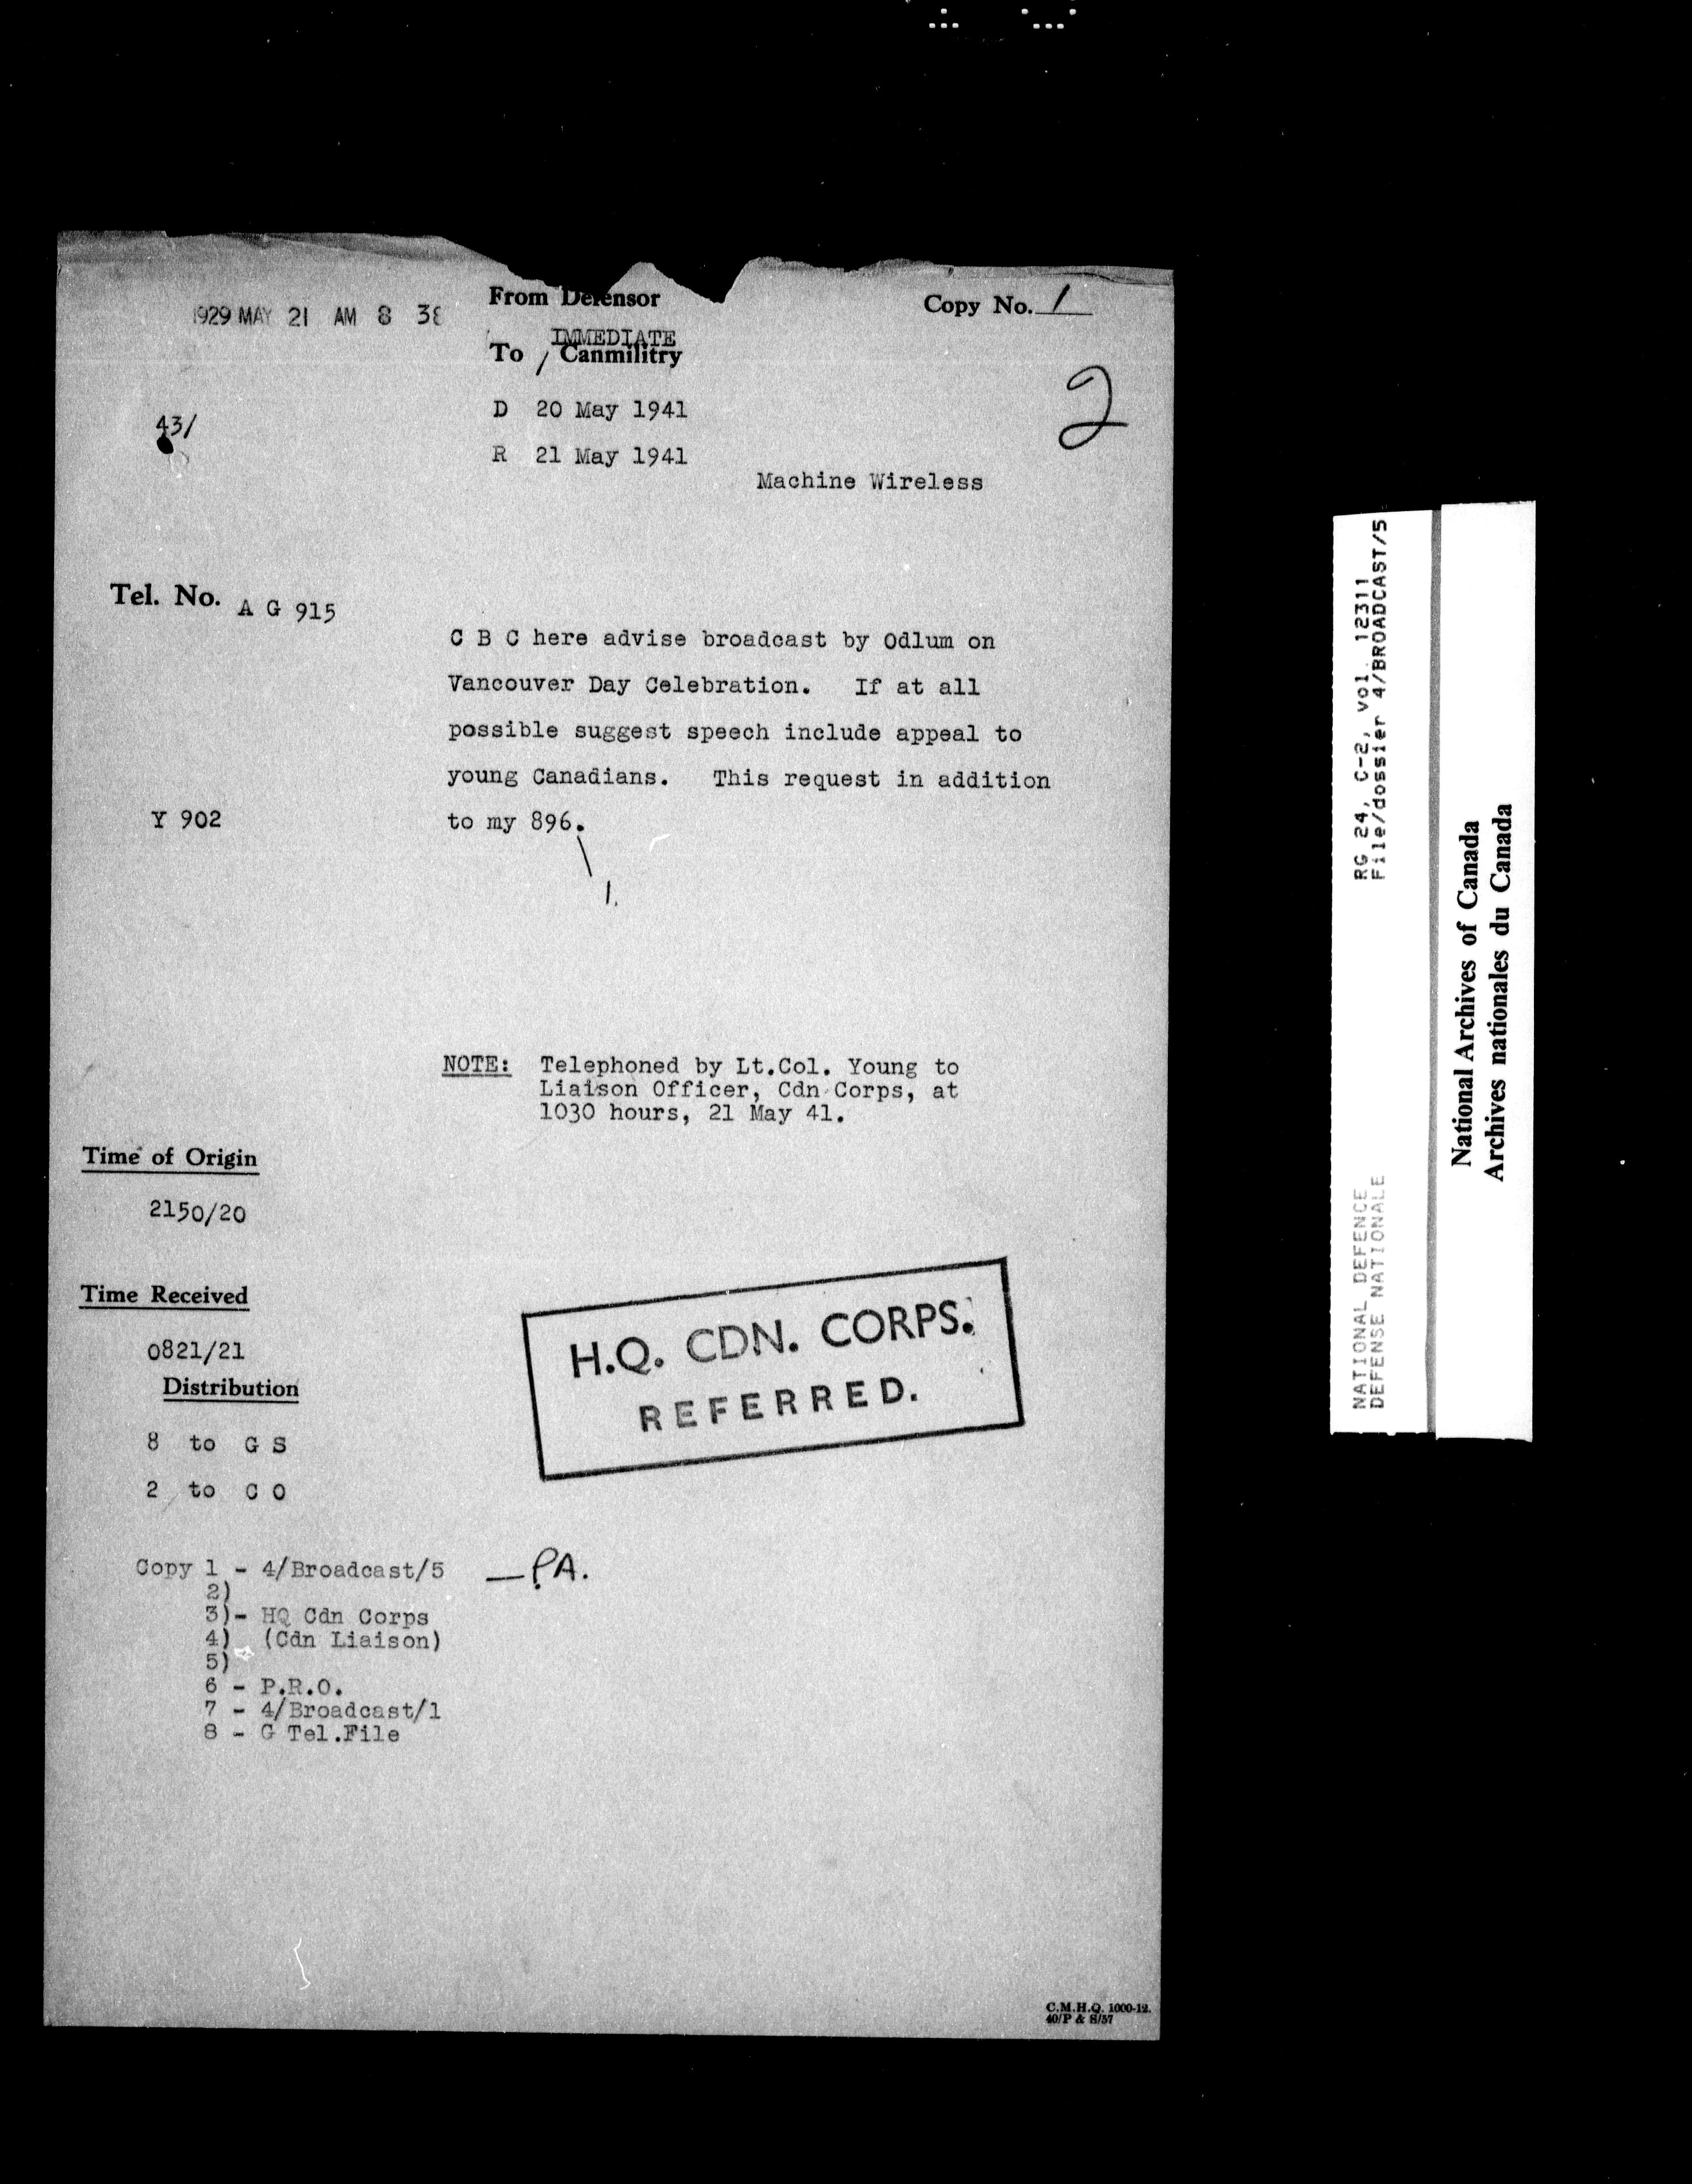 1929 MAY 21 AM 8 38
From Defensor
Copy No. 1
IMMEDIATE
To / Canmilitry
2
D 20 May 1941
43/
R 21 May 1941
Machine Wireless
Tel. No. A G 915
C B C here advise broadcast by Odlum on
Vancouver Day Celebration. If at all
possible suggest speech include appeal to
young Canadians. This request in addition
Y 902
to my 896.
1.
NOTE: Telephoned by Lt.Col. Young to
Liaison Officer, Cdn Corps, at
1030 hours, 21 May 41.
Time of Origin
2150/20
Time Received
0821/21
Distribution
8 to G S
2 to C O
H.Q. CDN. CORPS.
REFERRED.
Copy 1 - 4/Broadcast/5 — P.A.
2)
3)- HQ Cdn Corps
4) (Cdn Liaison)
5)
6 - P.R.O.
7 - 4/Broadcast/1
8 - G Tel.File
C.M.H.Q. 1000-12.
40/P & S/57
NATIONAL DEFENCE RG 24, C-2, vol. 12311
DEFENSE NATIONALE File/dossier 4/BROADCAST/5
National Archives of Canada
Archives nationales du Canada